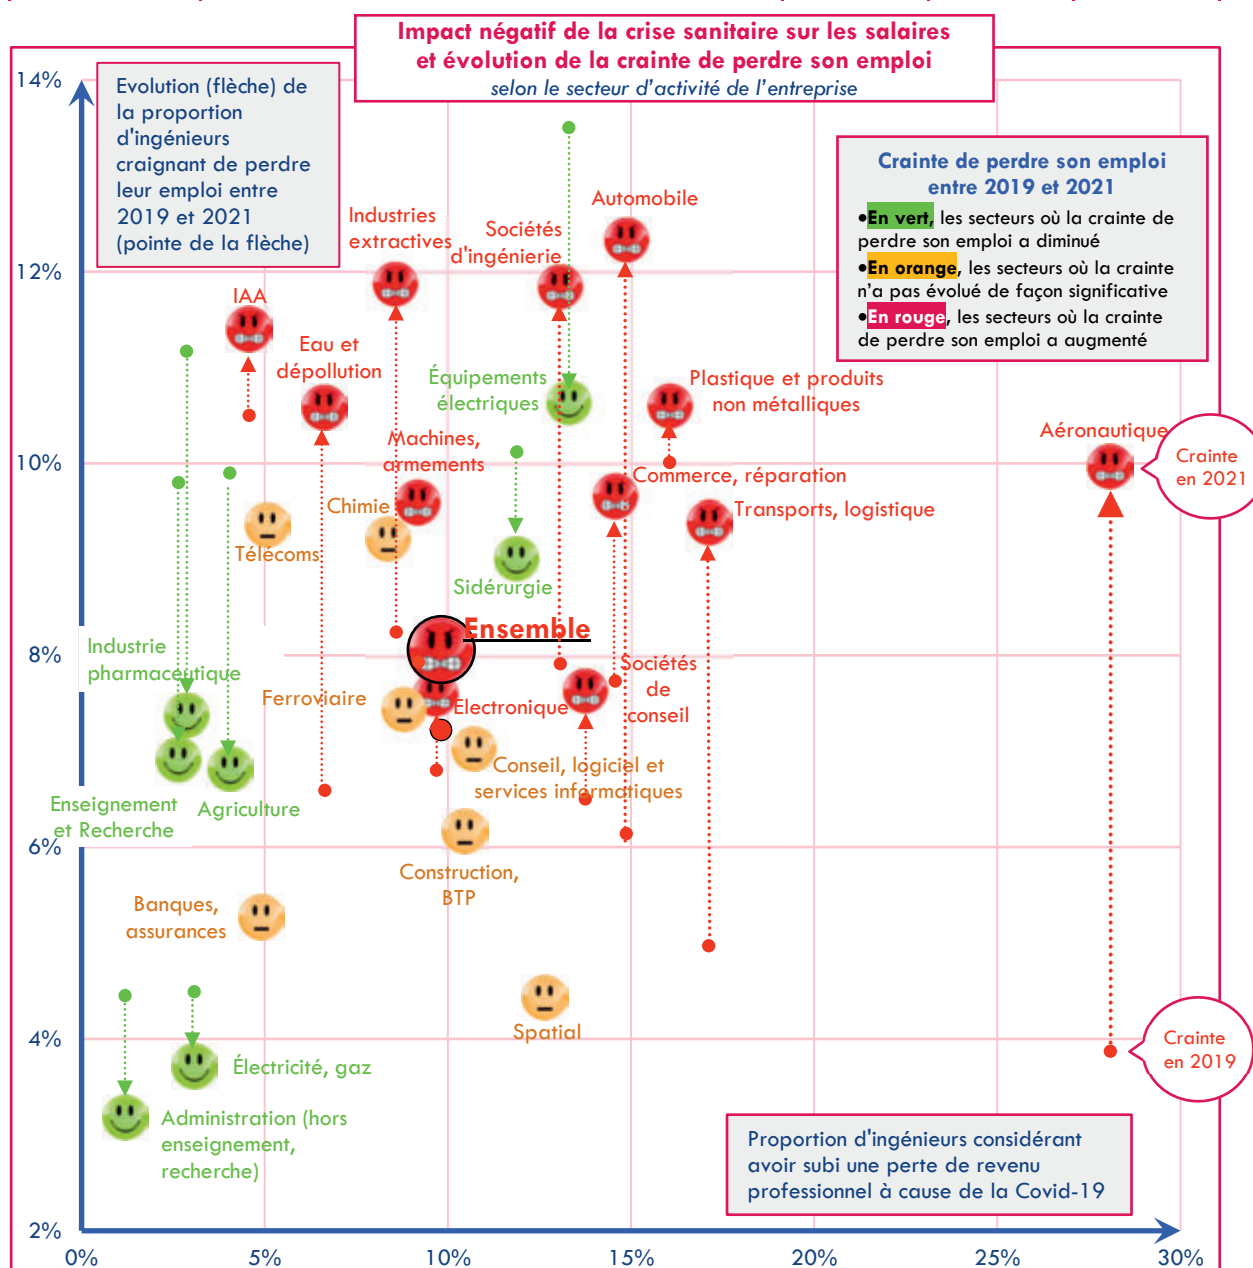 Impact négatif de la crise sanitaire sur les salaires
et évolution de la crainte de perdre son emploi
selon le secteur d'activité de l'entreprise
14%
12%
10%
8%
6%
4%
2%
Evolution (flèche) de
la proportion
d'ingénieurs
craignant de perdre
leur emploi entre
2019 et 2021
(pointe de la flèche)
Crainte de perdre son emploi
entre 2019 et 2021
•En vert, les secteurs où la crainte de
perdre son emploi a diminué
•En orange, les secteurs où la crainte
n'a pas évolué de façon significative
•En rouge, les secteurs où la crainte
de perdre son emploi a augmenté
Automobile
Industries
extractives
Sociétés
d'ingénierie
IAA
Eau et
dépollution
Équipements
électriques
Plastique et produits
non métalliques
Aéronautique
Crainte
en 2021
Machines,
armements
Commerce, réparation
Chimie
Transports, logistique
Télécoms
Sidérurgie
Ensemble
Industrie
pharmaceutique
Sociétés
de
conseil
Ferroviaire
Electronique
Conseil, logiciel et
services informatiques
Enseignement
et Recherche
Agriculture
Construction,
BTP
Banques,
assurances
Spatial
Crainte
en 2019
Électricité, gaz
Administration (hors
enseignement,
recherche)
Proportion d'ingénieurs considérant
avoir subi une perte de revenu
professionnel à cause de la Covid-19
0%
5%
10%
15%
20%
25%
30%